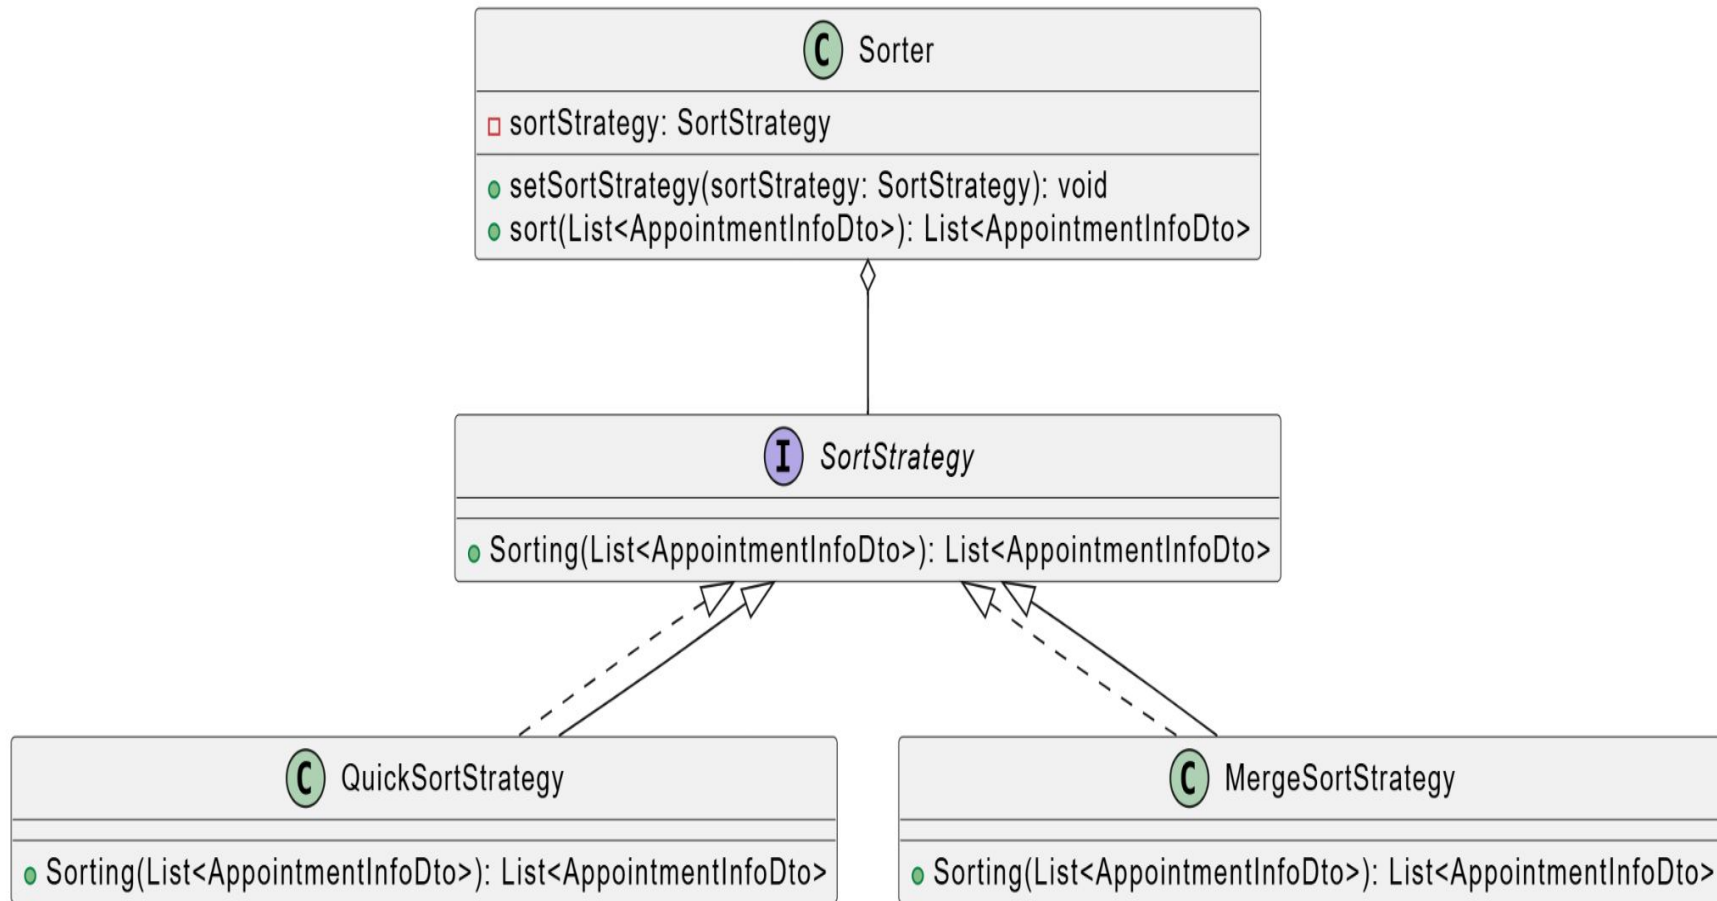 C Sorter
sortStrategy: SortStrategy
setSortStrategy(sortStrategy: SortStrategy): void
sort(List<AppointmentInfoDto>): List<AppointmentInfoDto>
I SortStrategy
Sorting(List<AppointmentInfoDto>): List<AppointmentInfoDto>
C QuickSortStrategy
Sorting(List<AppointmentInfoDto>): List<AppointmentInfoDto>
C MergeSortStrategy
Sorting(List<AppointmentInfoDto>): List<AppointmentInfoDto>